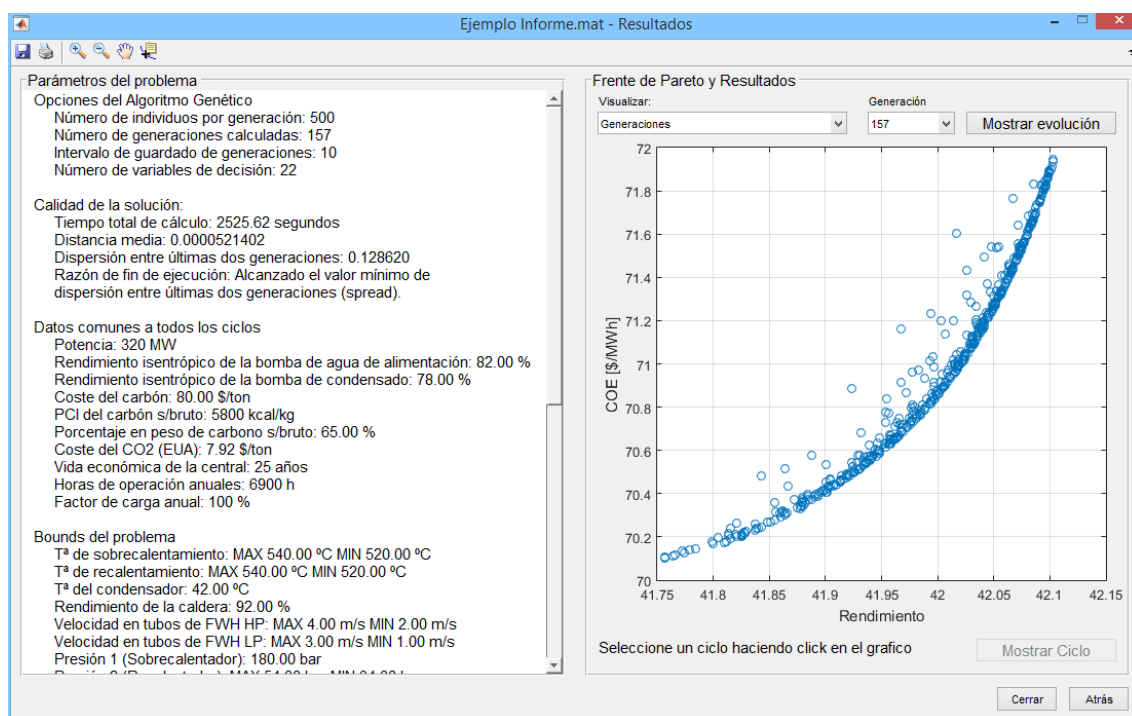 Ejemplo Informe.mat - Resultados
Parámetros del problema
Opciones del Algoritmo Genético
Número de individuos por generación: 500
Número de generaciones calculadas: 157
Intervalo de guardado de generaciones: 10
Número de variables de decisión: 22
Calidad de la solución:
Tiempo total de cálculo: 2525.62 segundos
Distancia media: 0.0000521402
Dispersión entre últimas dos generaciones: 0.128620
Razón de fin de ejecución: Alcanzado el valor mínimo de
dispersión entre últimas dos generaciones (spread).
Datos comunes a todos los ciclos
Potencia: 320 MW
Rendimiento isentrópico de la bomba de agua de alimentación: 82.00 %
Rendimiento isentrópico de la bomba de condensado: 78.00 %
Coste del carbón: 80.00 $/ton
PCI del carbón s/bruto: 5800 kcal/kg
Porcentaje en peso de carbono s/bruto: 65.00 %
Coste del CO2 (EUA): 7.92 $/ton
Vida económica de la central: 25 años
Horas de operación anuales: 6900 h
Factor de carga anual: 100 %
Bounds del problema
Tª de sobrecalentamiento: MAX 540.00 ºC MIN 520.00 ºC
Tª de recalentamiento: MAX 540.00 ºC MIN 520.00 ºC
Tª del condensador: 42.00 ºC
Rendimiento de la caldera: 92.00 %
Velocidad en tubos de FWH HP: MAX 4.00 m/s MIN 2.00 m/s
Velocidad en tubos de FWH LP: MAX 3.00 m/s MIN 1.00 m/s
Presión 1 (Sobrecalentador): 180.00 bar
Frente de Pareto y Resultados
Visualizar:
Generación
Generaciones
157
Mostrar evolución
72
71.8
71.6
71.4
71.2
71
70.8
70.6
70.4
70.2
70
COE [$/MWh]
41.75 41.8 41.85 41.9 41.95 42 42.05 42.1 42.15
Rendimiento
Seleccione un ciclo haciendo click en el grafico
Mostrar Ciclo
Cerrar
Atrás